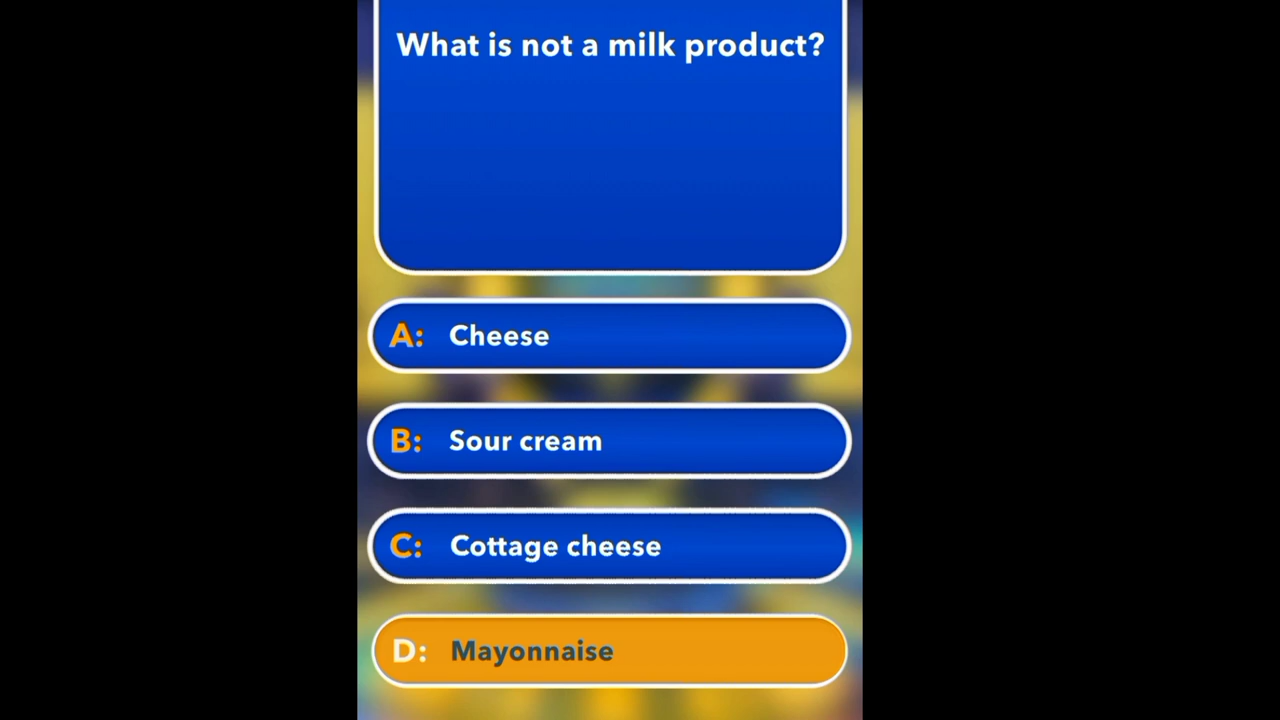 What is not a milk product?
A: Cheese
B: Sour cream
C: Cottage cheese
D: Mayonnaise